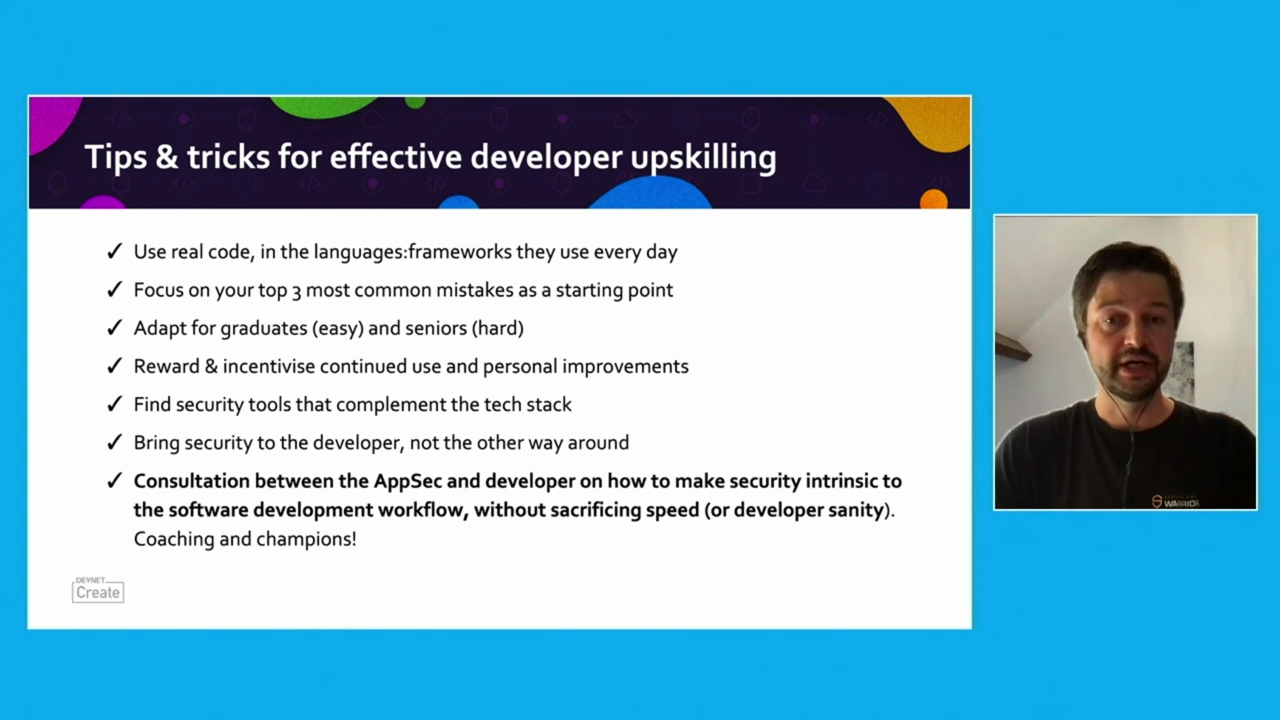 Tips & tricks for effective developer upskilling
✓ Use real code, in the languages:frameworks they use every day
✓ Focus on your top 3 most common mistakes as a starting point
✓ Adapt for graduates (easy) and seniors (hard)
✓ Reward & incentivise continued use and personal improvements
✓ Find security tools that complement the tech stack
✓ Bring security to the developer, not the other way around
✓ Consultation between the AppSec and developer on how to make security intrinsic to
the software development workflow, without sacrificing speed (or developer sanity).
Coaching and champions!
DEVNET
Create
WARRIOR